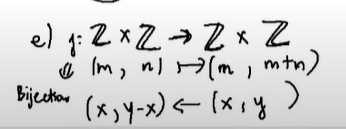 e) g: ℤ × ℤ → ℤ × ℤ
⇓ (m, n) ↦ (m, m+n)
Bijection (x, y-x) ← (x, y)